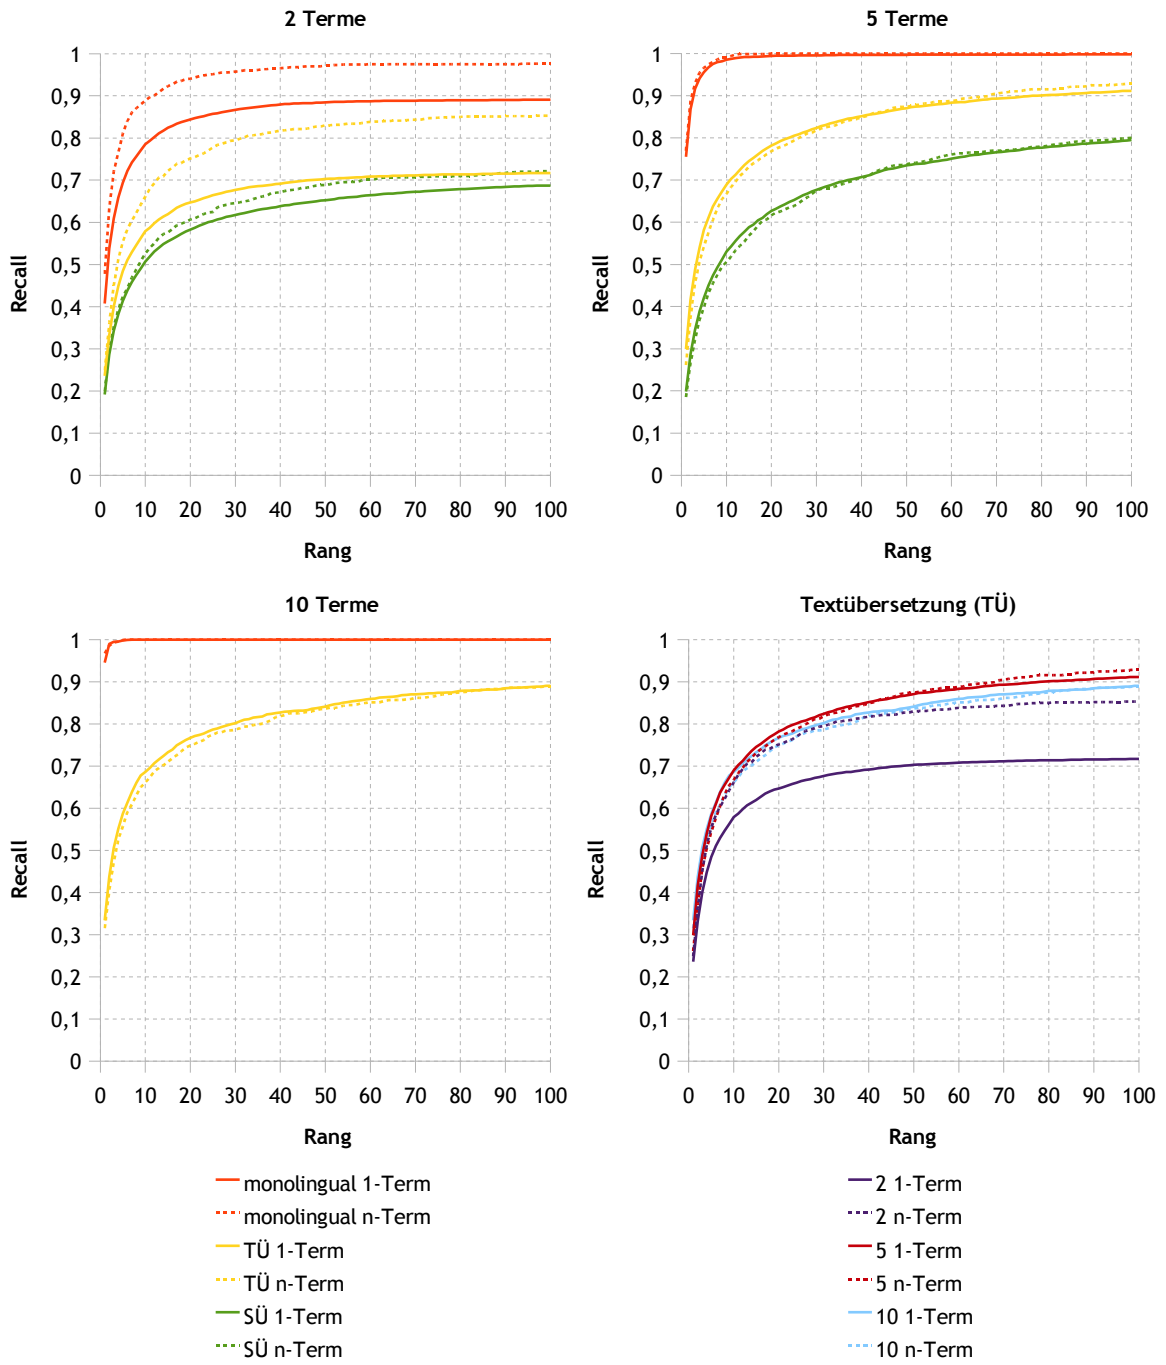 2 Terme
1
0,9
0,8
0,7
0,6
0,5
0,4
0,3
0,2
0,1
0
Recall
0 10 20 30 40 50 60 70 80 90 100
Rang
5 Terme
1
0,9
0,8
0,7
0,6
0,5
0,4
0,3
0,2
0,1
0
Recall
0 10 20 30 40 50 60 70 80 90 100
Rang
10 Terme
1
0,9
0,8
0,7
0,6
0,5
0,4
0,3
0,2
0,1
0
Recall
0 10 20 30 40 50 60 70 80 90 100
Rang
Textübersetzung (TÜ)
1
0,9
0,8
0,7
0,6
0,5
0,4
0,3
0,2
0,1
0
Recall
0 10 20 30 40 50 60 70 80 90 100
Rang
monolingual 1-Term
monolingual n-Term
TÜ 1-Term
TÜ n-Term
SÜ 1-Term
SÜ n-Term
2 1-Term
2 n-Term
5 1-Term
5 n-Term
10 1-Term
10 n-Term